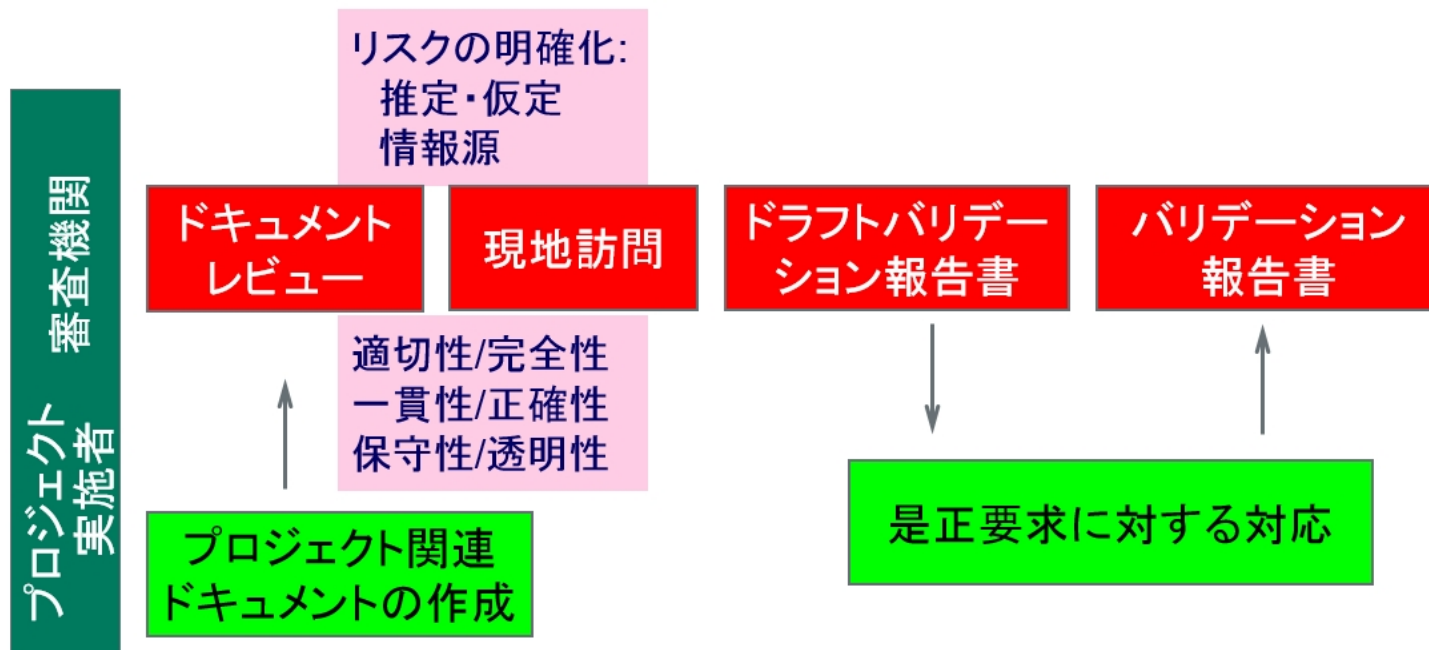 リスクの明確化:
推定・仮定
情報源
審査機関
ドキュメント
レビュー
現地訪問
ドラフトバリデー
ション報告書
バリデーション
報告書
適切性/完全性
一貫性/正確性
保守性/透明性
プロジェクト
実施者
プロジェクト関連
ドキュメントの作成
是正要求に対する対応